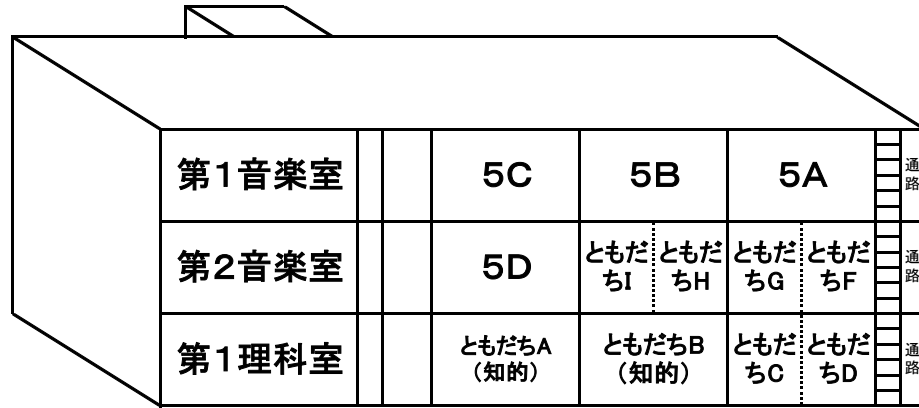 第1音楽室 5C 5B 5A 通路
第2音楽室 5D ともだちI ともだちH ともだちG ともだちF 通路
第1理科室 ともだちA ともだちB ともだちC ともだちD 通路
(知的) (知的)